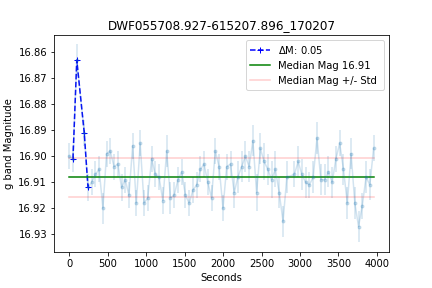 DWF055708.927-615207.896_170207
ΔM: 0.05
Median Mag 16.91
Median Mag +/- Std
g band Magnitude
16.86
16.87
16.88
16.89
16.90
16.91
16.92
16.93
0 500 1000 1500 2000 2500 3000 3500 4000
Seconds